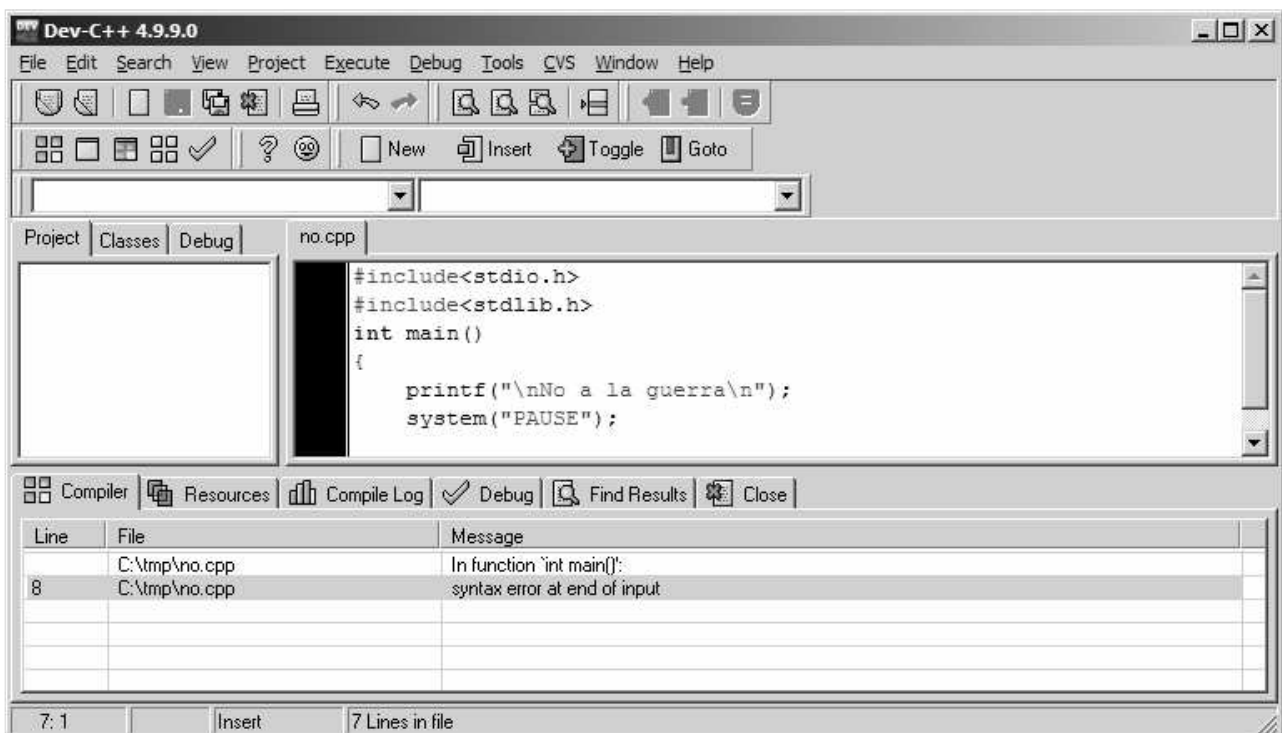 Dev-C++ 4.9.9.0
File Edit Search View Project Execute Debug Tools CVS Window Help
New Insert Toggle Goto
Project Classes Debug
no.cpp
#include<stdio.h>
#include<stdlib.h>
int main()
{
printf("\nNo a la guerra\n");
system("PAUSE");
Compiler Resources Compile Log Debug Find Results Close
Line File Message
C:\tmp\no.cpp In function `int main()':
8 C:\tmp\no.cpp syntax error at end of input
7: 1 Insert 7 Lines in file